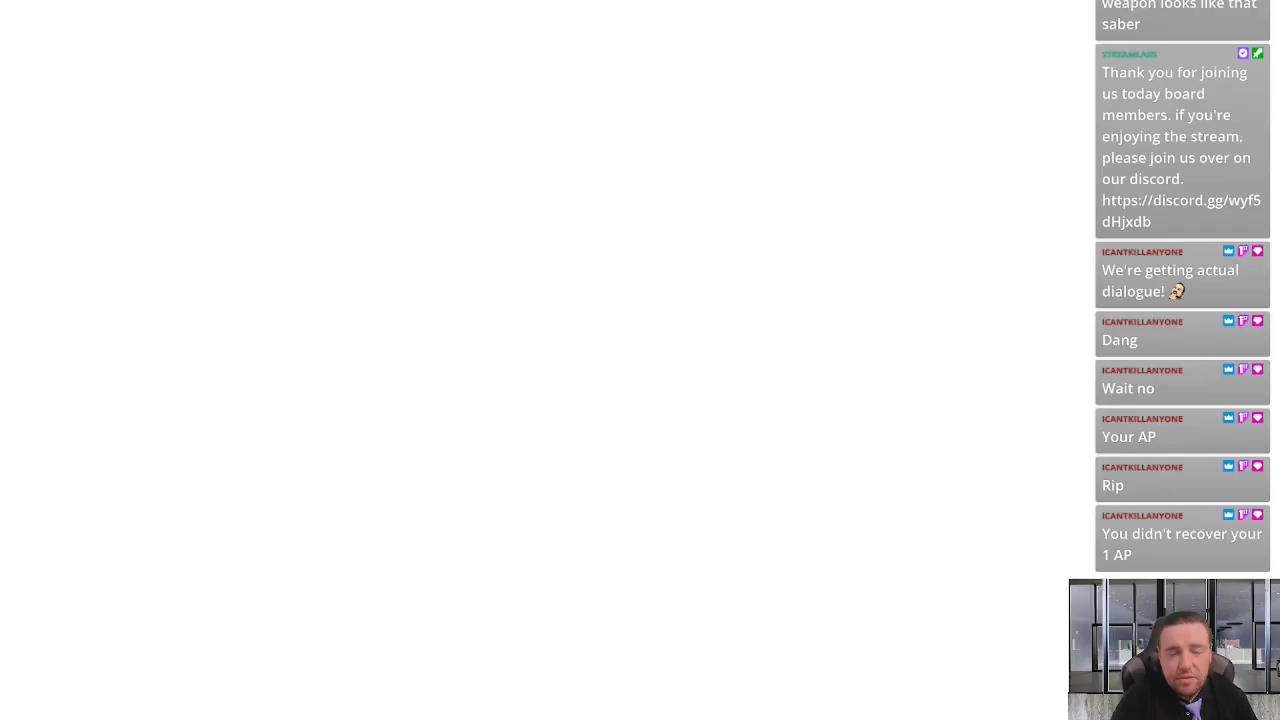 weapon looks like that
saber
STREAMLABS
Thank you for joining
us today board
members. if you're
enjoying the stream,
please join us over on
our discord.
https://discord.gg/wyf5
dHjxdb
ICANTKILLANYONE
We're getting actual
dialogue!
ICANTKILLANYONE
Dang
ICANTKILLANYONE
Wait no
ICANTKILLANYONE
Your AP
ICANTKILLANYONE
Rip
ICANTKILLANYONE
You didn't recover your
1 AP